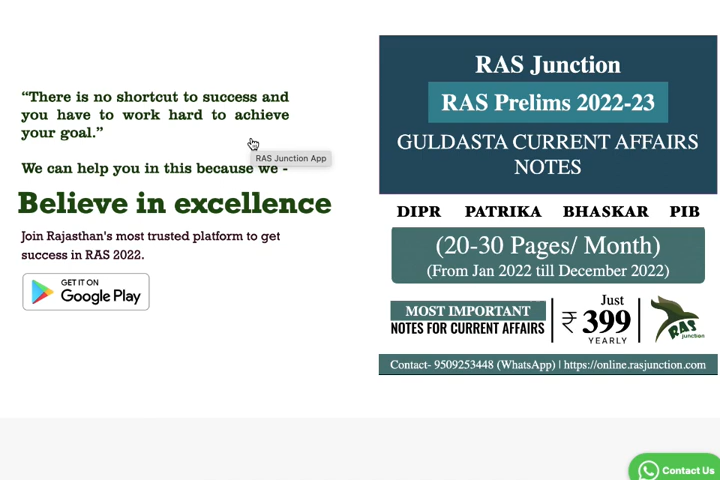 “There is no shortcut to success and
you have to work hard to achieve
your goal.”
We can help you in this because we -
Believe in excellence
Join Rajasthan's most trusted platform to get
success in RAS 2022.
GET IT ON
Google Play
RAS Junction App
RAS Junction
RAS Prelims 2022-23
GULDASTA CURRENT AFFAIRS
NOTES
DIPR PATRIKA BHASKAR PIB
(20-30 Pages/ Month)
(From Jan 2022 till December 2022)
MOST IMPORTANT
NOTES FOR CURRENT AFFAIRS
Just
₹ 399
YEARLY
RAS
junction
Contact- 9509253448 (WhatsApp) | https://online.rasjunction.com
Contact Us